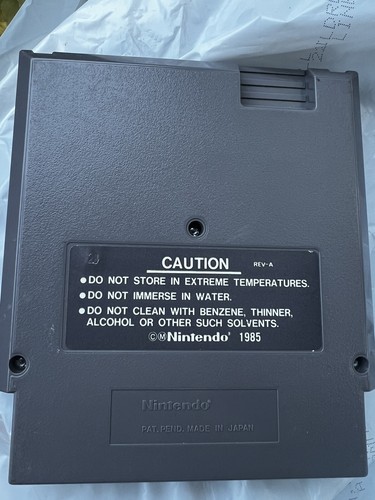 CAUTION REV-A
•DO NOT STORE IN EXTREME TEMPERATURES.
•DO NOT IMMERSE IN WATER.
•DO NOT CLEAN WITH BENZENE, THINNER,
ALCOHOL OR OTHER SUCH SOLVENTS.
©ⓂNintendo® 1985
Nintendo®
PAT. PEND. MADE IN JAPAN